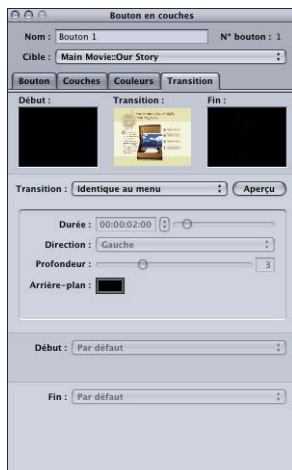 Bouton en couches
Nom : Bouton 1 N° bouton : 1
Cible : Main Movie::Our Story
Bouton Couches Couleurs Transition
Début : Transition : Fin :
Transition : Identique au menu Aperçu
Durée : 00:00:02:00
Direction : Gauche
Profondeur : 3
Arrière-plan :
Début : Par défaut
Fin : Par défaut